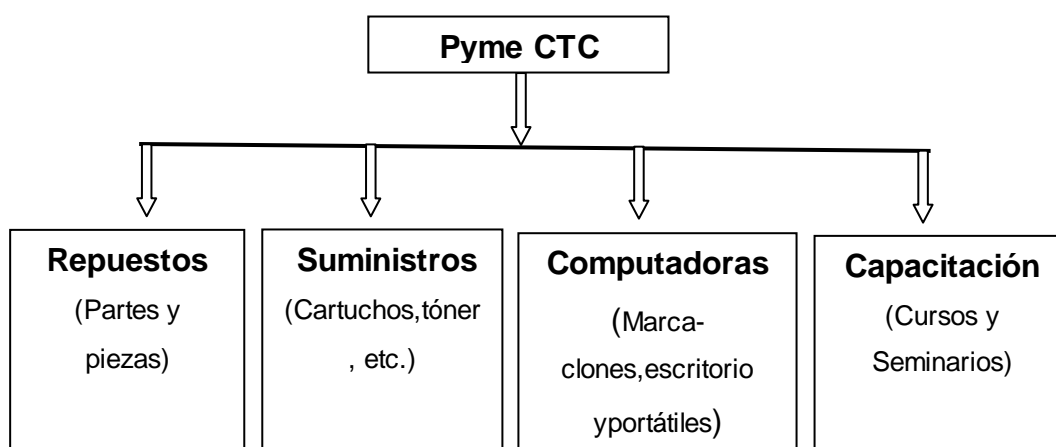 Pyme CTC
Repuestos
(Partes y
piezas)
Suministros
(Cartuchos,tóner
, etc.)
Computadoras
(Marca-
clones,escritorio
yportátiles)
Capacitación
(Cursos y
Seminarios)